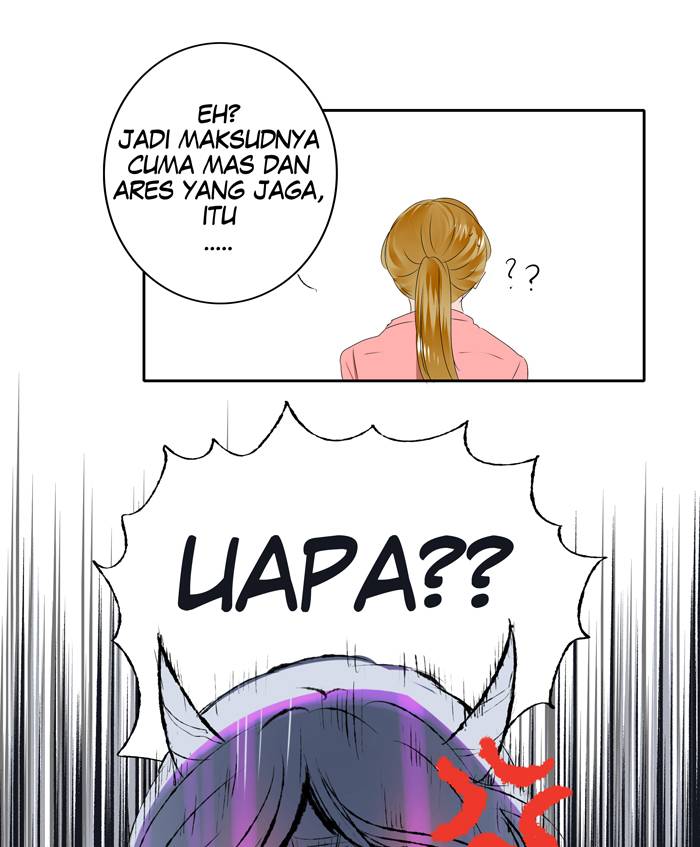 EH?
JADI MAKSUDNYA
CUMA MAS DAN
ARES YANG JAGA,
ITU
.....
??
UAPA??